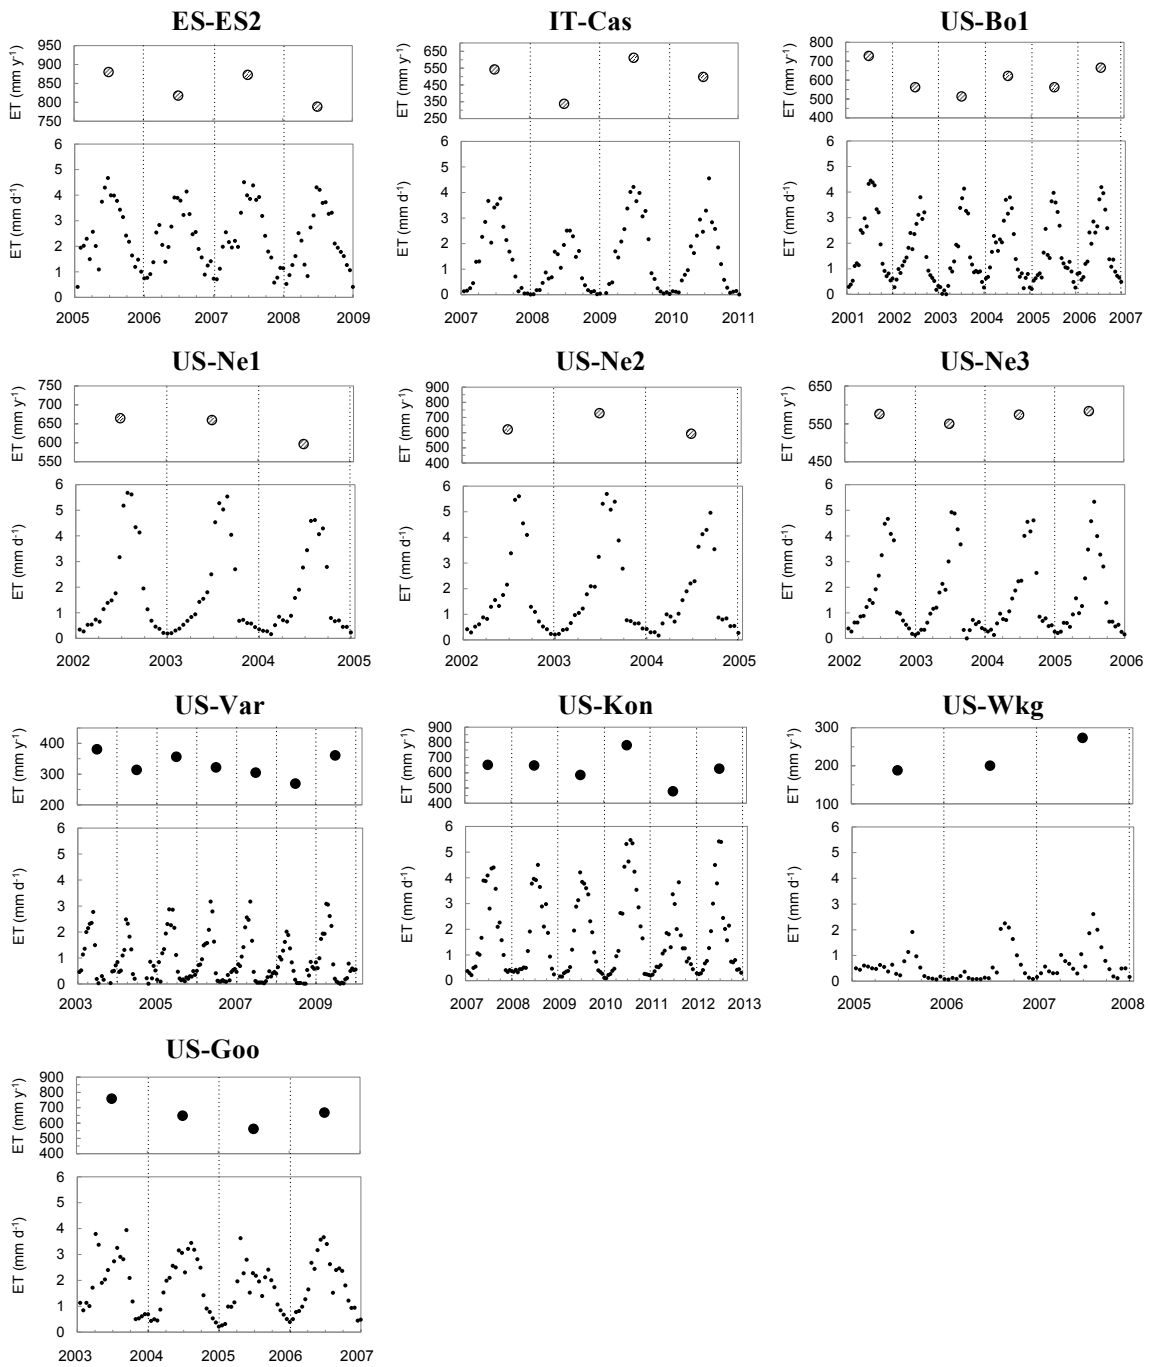 ES-ES2 IT-Cas US-Bo1
ET (mm y-1) 950 900 850 800 750
ET (mm y-1) 650 550 450 350 250
ET (mm y-1) 800 700 600 500 400
ET (mm d-1) 6 5 4 3 2 1 0
ET (mm d-1) 6 5 4 3 2 1 0
ET (mm d-1) 6 5 4 3 2 1 0
2005 2006 2007 2008 2009
2007 2008 2009 2010 2011
2001 2002 2003 2004 2005 2006 2007
US-Ne1 US-Ne2 US-Ne3
ET (mm y-1) 750 700 650 600 550
ET (mm y-1) 900 800 700 600 500 400
ET (mm y-1) 650 550 450
ET (mm d-1) 6 5 4 3 2 1 0
ET (mm d-1) 6 5 4 3 2 1 0
ET (mm d-1) 6 5 4 3 2 1 0
2002 2003 2004 2005
2002 2003 2004 2005
2002 2003 2004 2005 2006
US-Var US-Kon US-Wkg
ET (mm y-1) 400 300 200
ET (mm y-1) 900 800 700 600 500 400
ET (mm y-1) 300 200 100
ET (mm d-1) 6 5 4 3 2 1 0
ET (mm d-1) 6 5 4 3 2 1 0
ET (mm d-1) 6 5 4 3 2 1 0
2003 2004 2005 2006 2007 2008 2009
2007 2008 2009 2010 2011 2012 2013
2005 2006 2007 2008
US-Goo
ET (mm y-1) 900 800 700 600 500 400
ET (mm d-1) 6 5 4 3 2 1 0
2003 2004 2005 2006 2007